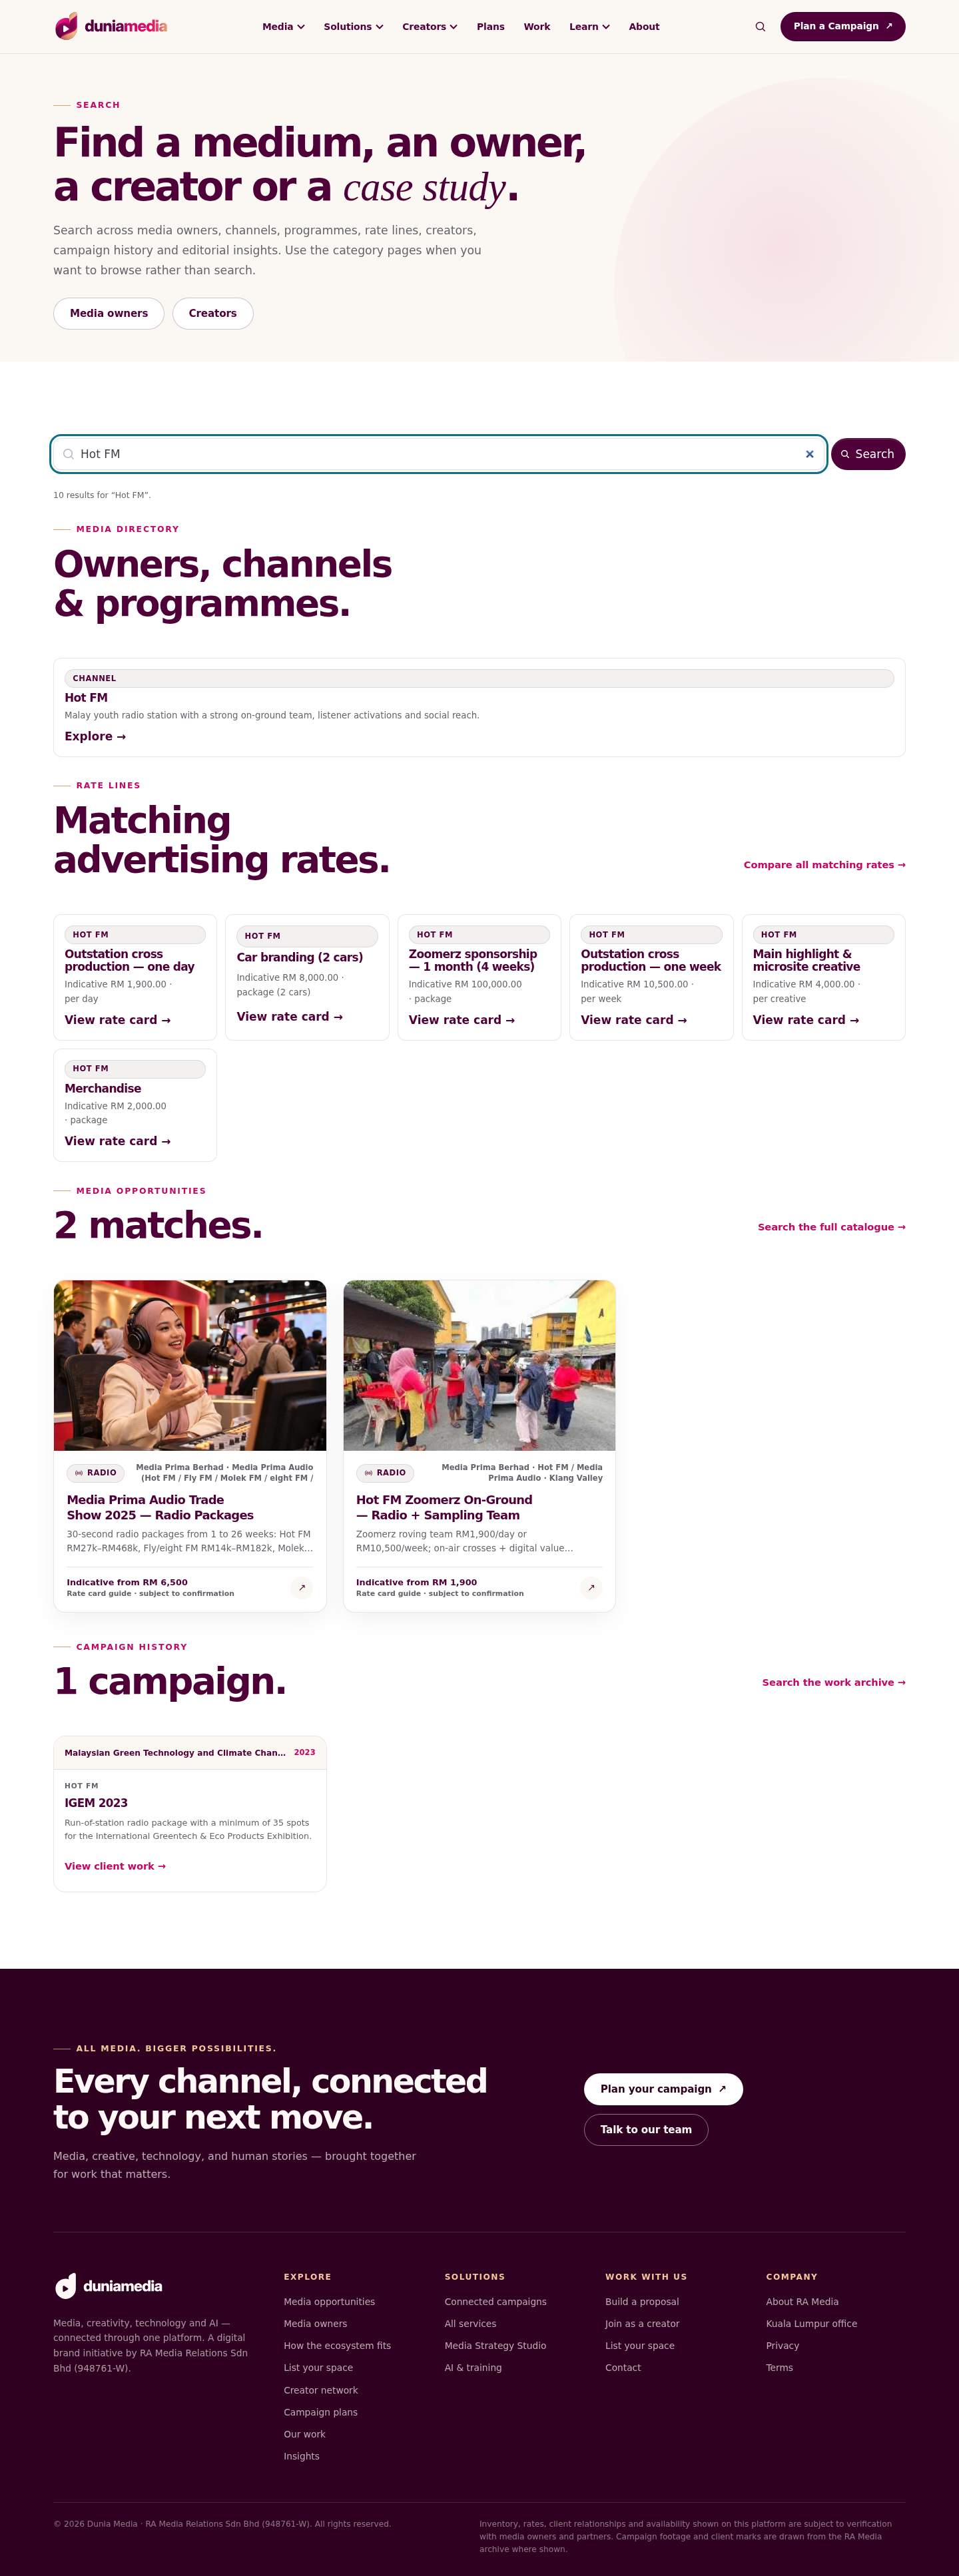 duniamedia
Media
Solutions
Creators
Plans
Work
Learn
About
Plan a Campaign ↗
SEARCH
Find a medium, an owner,
a creator or a case study.
Search across media owners, channels, programmes, rate lines, creators,
campaign history and editorial insights. Use the category pages when you
want to browse rather than search.
Media owners
Creators
Hot FM
Search
10 results for “Hot FM”.
MEDIA DIRECTORY
Owners, channels
& programmes.
CHANNEL
Hot FM
Malay youth radio station with a strong on-ground team, listener activations and social reach.
Explore →
RATE LINES
Matching
advertising rates.
Compare all matching rates →
HOT FM
Outstation cross
production — one day
Indicative RM 1,900.00 ·
per day
View rate card →
HOT FM
Car branding (2 cars)
Indicative RM 8,000.00 ·
package (2 cars)
View rate card →
HOT FM
Zoomerz sponsorship
— 1 month (4 weeks)
Indicative RM 100,000.00
· package
View rate card →
HOT FM
Outstation cross
production — one week
Indicative RM 10,500.00 ·
per week
View rate card →
HOT FM
Main highlight &
microsite creative
Indicative RM 4,000.00 ·
per creative
View rate card →
HOT FM
Merchandise
Indicative RM 2,000.00
· package
View rate card →
MEDIA OPPORTUNITIES
2 matches.
Search the full catalogue →
RADIO
Media Prima Berhad · Media Prima Audio
(Hot FM / Fly FM / Molek FM / eight FM /
Media Prima Audio Trade
Show 2025 — Radio Packages
30-second radio packages from 1 to 26 weeks: Hot FM
RM27k–RM468k, Fly/eight FM RM14k–RM182k, Molek…
Indicative from RM 6,500
Rate card guide · subject to confirmation
↗
RADIO
Media Prima Berhad · Hot FM / Media
Prima Audio · Klang Valley
Hot FM Zoomerz On-Ground
— Radio + Sampling Team
Zoomerz roving team RM1,900/day or
RM10,500/week; on-air crosses + digital value…
Indicative from RM 1,900
Rate card guide · subject to confirmation
↗
CAMPAIGN HISTORY
1 campaign.
Search the work archive →
Malaysian Green Technology and Climate Chan… 2023
HOT FM
IGEM 2023
Run-of-station radio package with a minimum of 35 spots
for the International Greentech & Eco Products Exhibition.
View client work →
ALL MEDIA. BIGGER POSSIBILITIES.
Every channel, connected
to your next move.
Media, creative, technology, and human stories — brought together
for work that matters.
Plan your campaign ↗
Talk to our team
duniamedia
Media, creativity, technology and AI —
connected through one platform. A digital
brand initiative by RA Media Relations Sdn
Bhd (948761-W).
EXPLORE
Media opportunities
Media owners
How the ecosystem fits
List your space
Creator network
Campaign plans
Our work
Insights
SOLUTIONS
Connected campaigns
All services
Media Strategy Studio
AI & training
WORK WITH US
Build a proposal
Join as a creator
List your space
Contact
COMPANY
About RA Media
Kuala Lumpur office
Privacy
Terms
© 2026 Dunia Media · RA Media Relations Sdn Bhd (948761-W). All rights reserved.
Inventory, rates, client relationships and availability shown on this platform are subject to verification
with media owners and partners. Campaign footage and client marks are drawn from the RA Media
archive where shown.